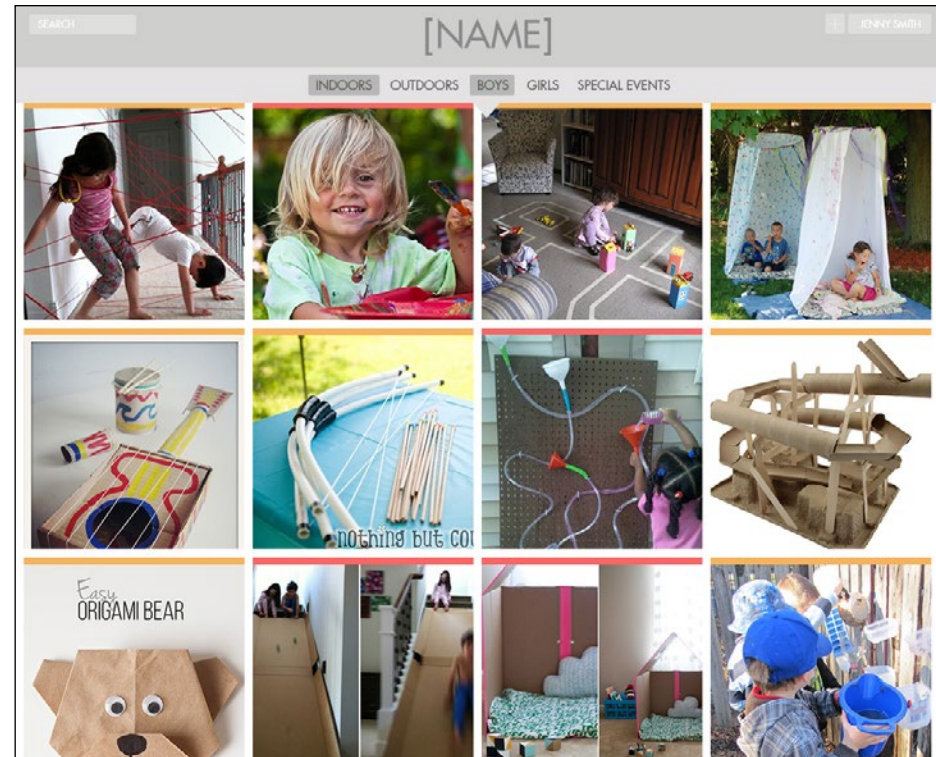 SEARCH
[NAME]
JENNY SMITH
INDOORS OUTDOORS BOYS GIRLS SPECIAL EVENTS
nothing but cou
Easy
ORIGAMI BEAR